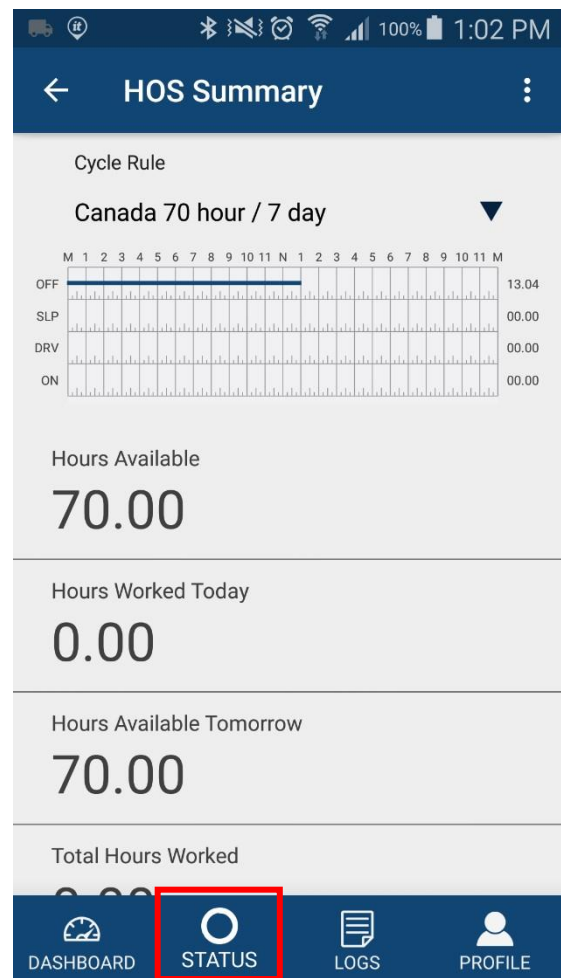 it 100% 1:02 PM
HOS Summary
Cycle Rule
Canada 70 hour / 7 day
M 1 2 3 4 5 6 7 8 9 10 11 N 1 2 3 4 5 6 7 8 9 10 11 M
OFF 13.04
SLP 00.00
DRV 00.00
ON 00.00
Hours Available
70.00
Hours Worked Today
0.00
Hours Available Tomorrow
70.00
Total Hours Worked
DASHBOARD STATUS LOGS PROFILE